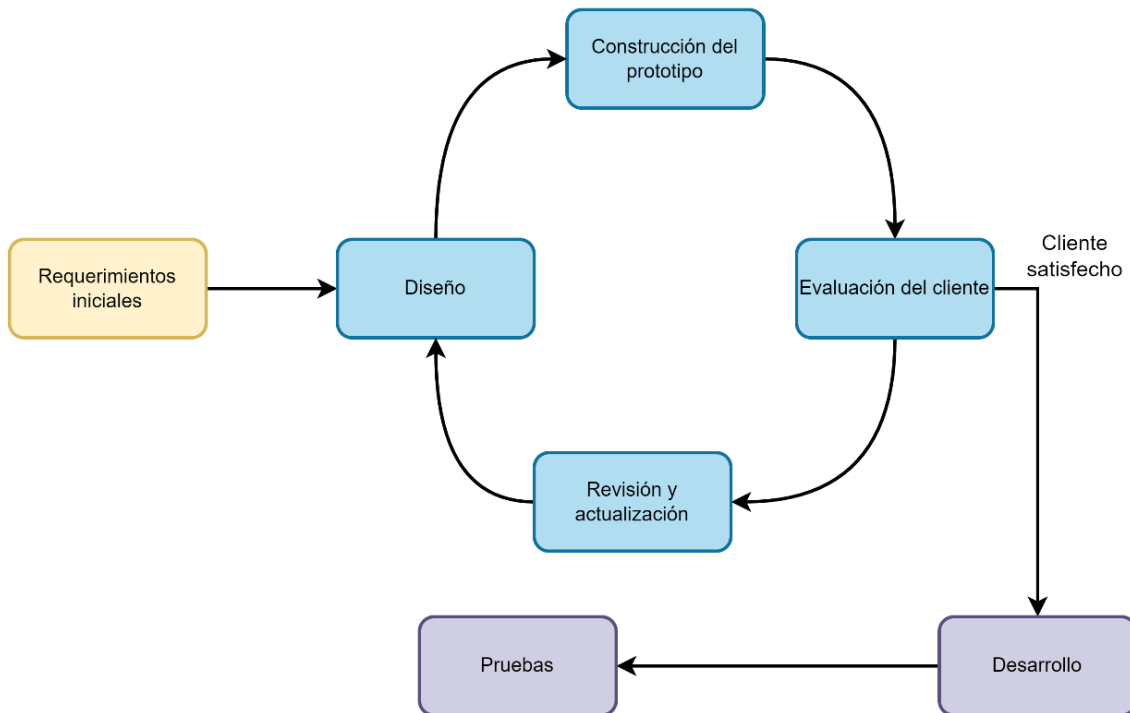 Construcción del
prototipo
Requerimientos
iniciales
Diseño
Evaluación del cliente
Cliente
satisfecho
Revisión y
actualización
Pruebas
Desarrollo